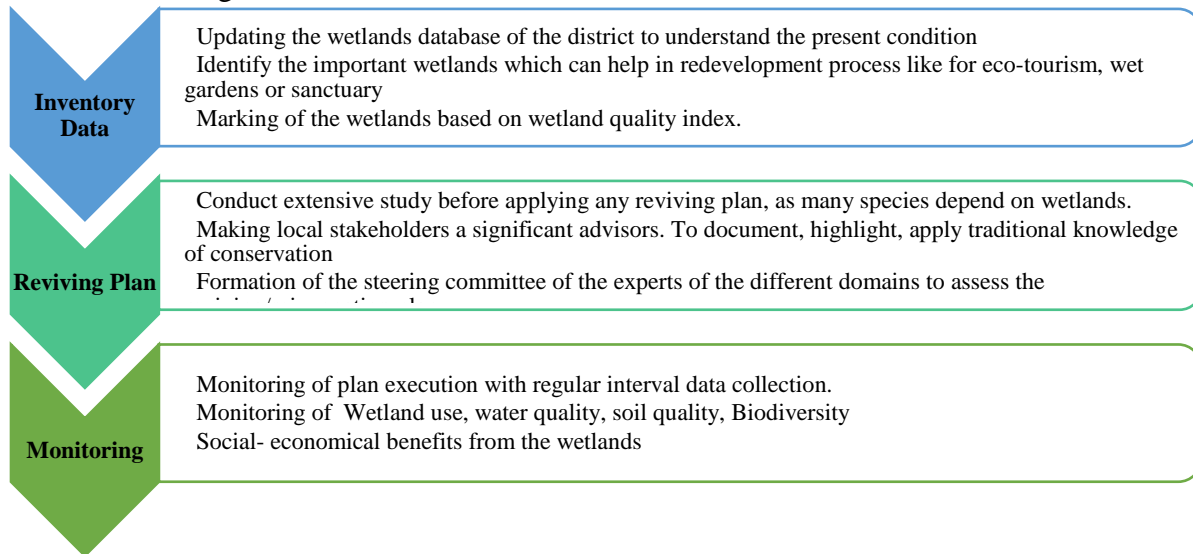 Inventory
Data
Updating the wetlands database of the district to understand the present condition
Identify the important wetlands which can help in redevelopment process like for eco-tourism, wet
gardens or sanctuary
Marking of the wetlands based on wetland quality index.
Reviving Plan
Conduct extensive study before applying any reviving plan, as many species depend on wetlands.
Making local stakeholders a significant advisors. To document, highlight, apply traditional knowledge
of conservation
Formation of the steering committee of the experts of the different domains to assess the
Monitoring
Monitoring of plan execution with regular interval data collection.
Monitoring of Wetland use, water quality, soil quality, Biodiversity
Social- economical benefits from the wetlands